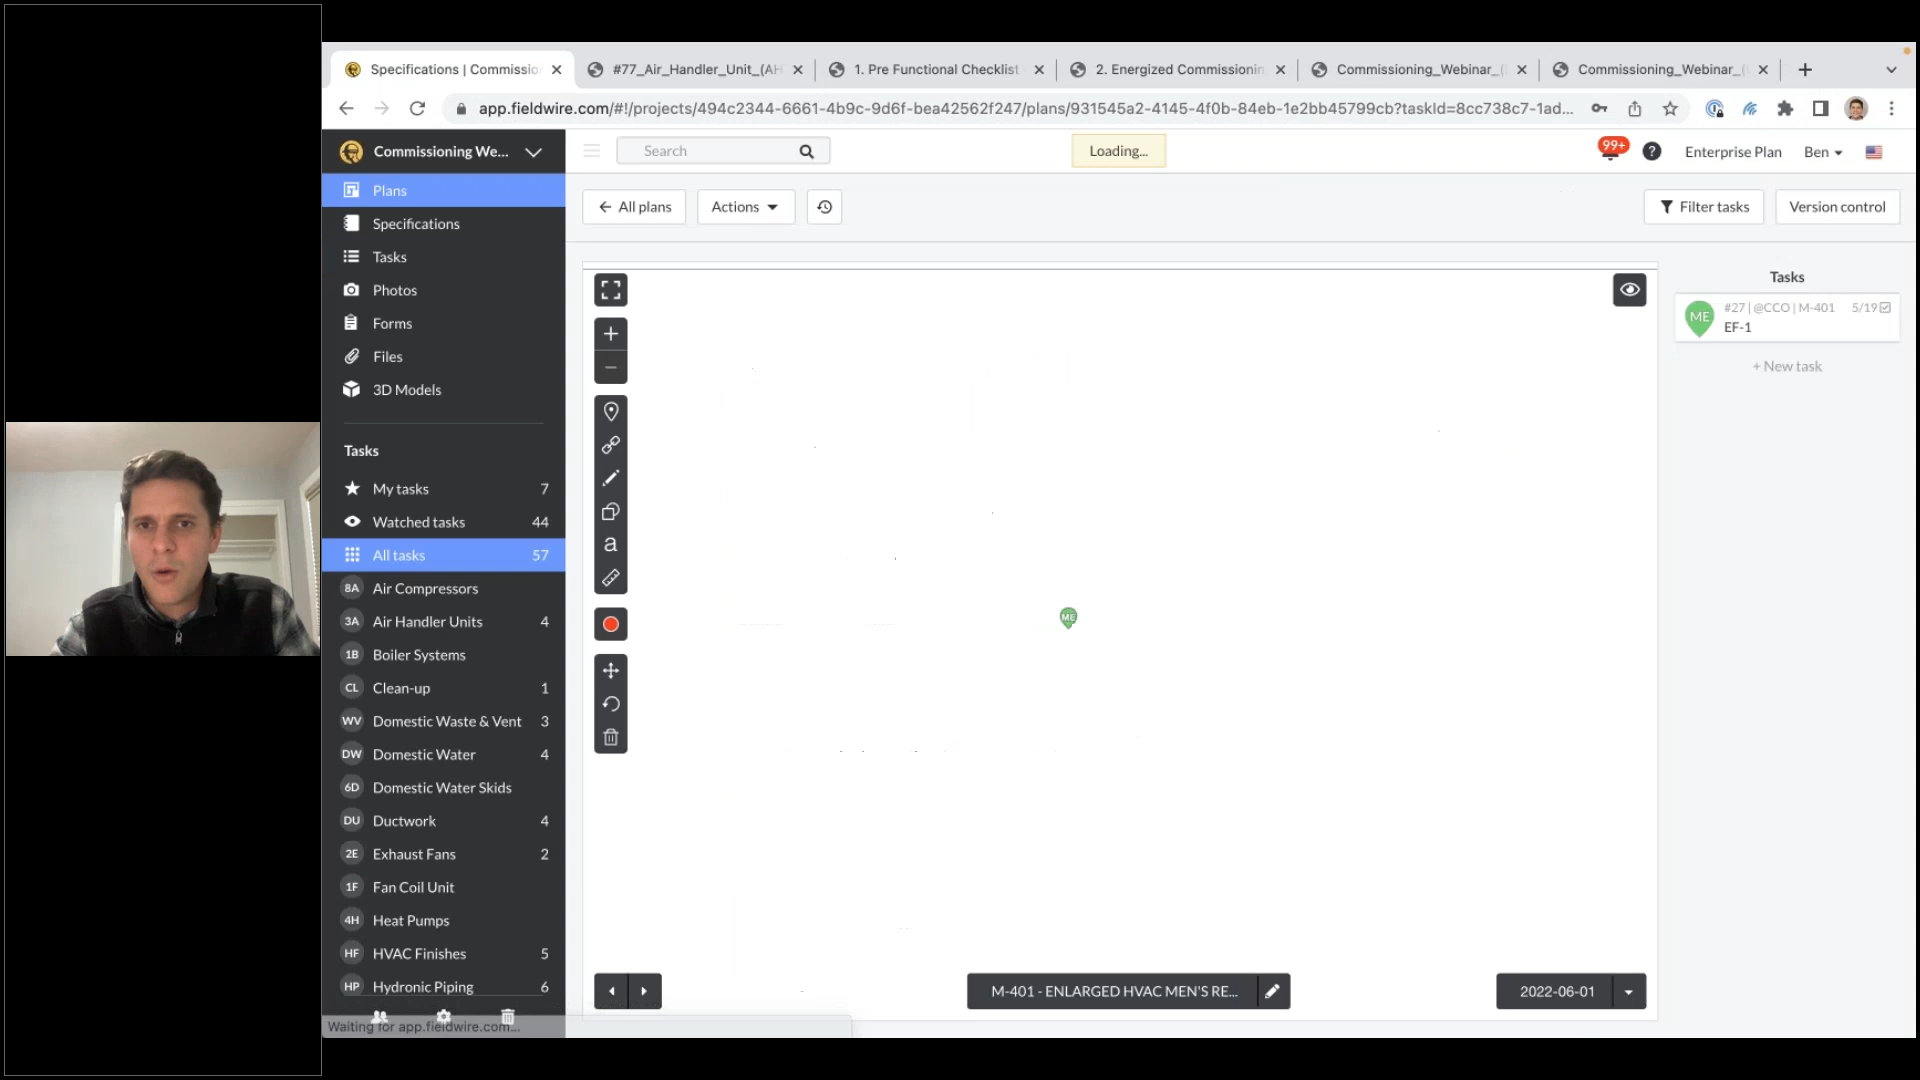 Specifications | Commissio
#77_Air_Handler_Unit_(AH
1. Pre Functional Checklist
2. Energized Commissionin
Commissioning_Webinar_(
Commissioning_Webinar_(
app.fieldwire.com/#!/projects/494c2344-6661-4b9c-9d6f-bea42562f247/plans/931545a2-4145-4f0b-84eb-1e2bb45799cb?taskId=8cc738c7-1ad...
Commissioning We...
Search
Loading...
99+
Enterprise Plan
Ben
Plans
Specifications
Tasks
Photos
Forms
Files
3D Models
All plans
Actions
Filter tasks
Version control
Tasks
ME
#27 | @CCO | M-401
5/19
EF-1
+ New task
a
ME
Tasks
My tasks 7
Watched tasks 44
All tasks 57
8A Air Compressors
3A Air Handler Units 4
1B Boiler Systems
CL Clean-up 1
WV Domestic Waste & Vent 3
DW Domestic Water 4
6D Domestic Water Skids
DU Ductwork 4
2E Exhaust Fans 2
1F Fan Coil Unit
4H Heat Pumps
HF HVAC Finishes 5
HP Hydronic Piping 6
M-401 - ENLARGED HVAC MEN'S RE...
2022-06-01
Waiting for app.fieldwire.com...